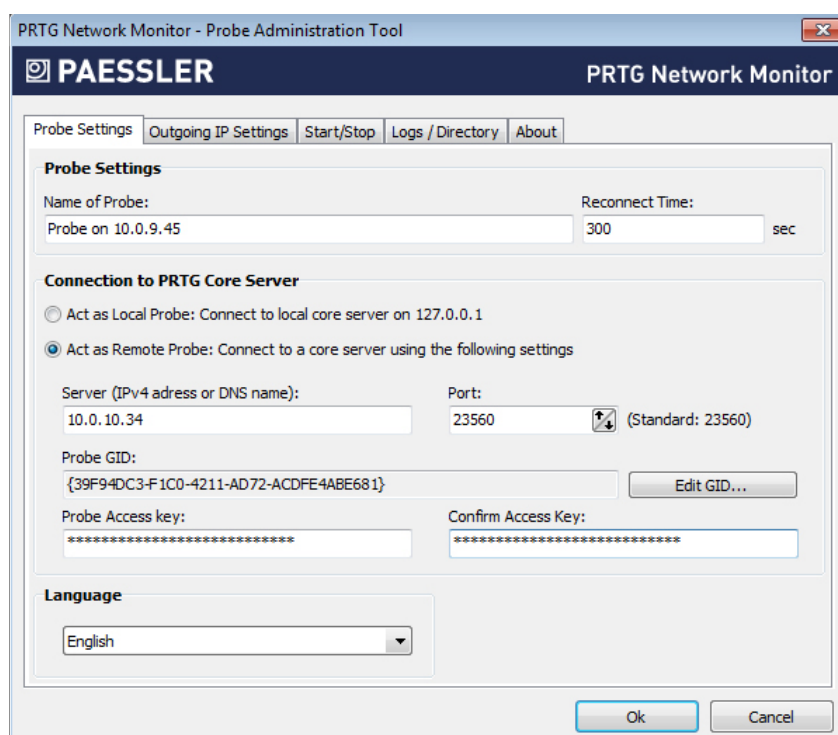 PRTG Network Monitor - Probe Administration Tool
PAESSLER
PRTG Network Monitor
Probe Settings Outgoing IP Settings Start/Stop Logs / Directory About
Probe Settings
Name of Probe: Reconnect Time:
Probe on 10.0.9.45 300 sec
Connection to PRTG Core Server
Act as Local Probe: Connect to local core server on 127.0.0.1
Act as Remote Probe: Connect to a core server using the following settings
Server (IPv4 adress or DNS name): Port:
10.0.10.34 23560 (Standard: 23560)
Probe GID:
{39F94DC3-F1C0-4211-AD72-ACDFE4ABE681} Edit GID...
Probe Access key: Confirm Access Key:
*************************** ***************************
Language
English
Ok Cancel